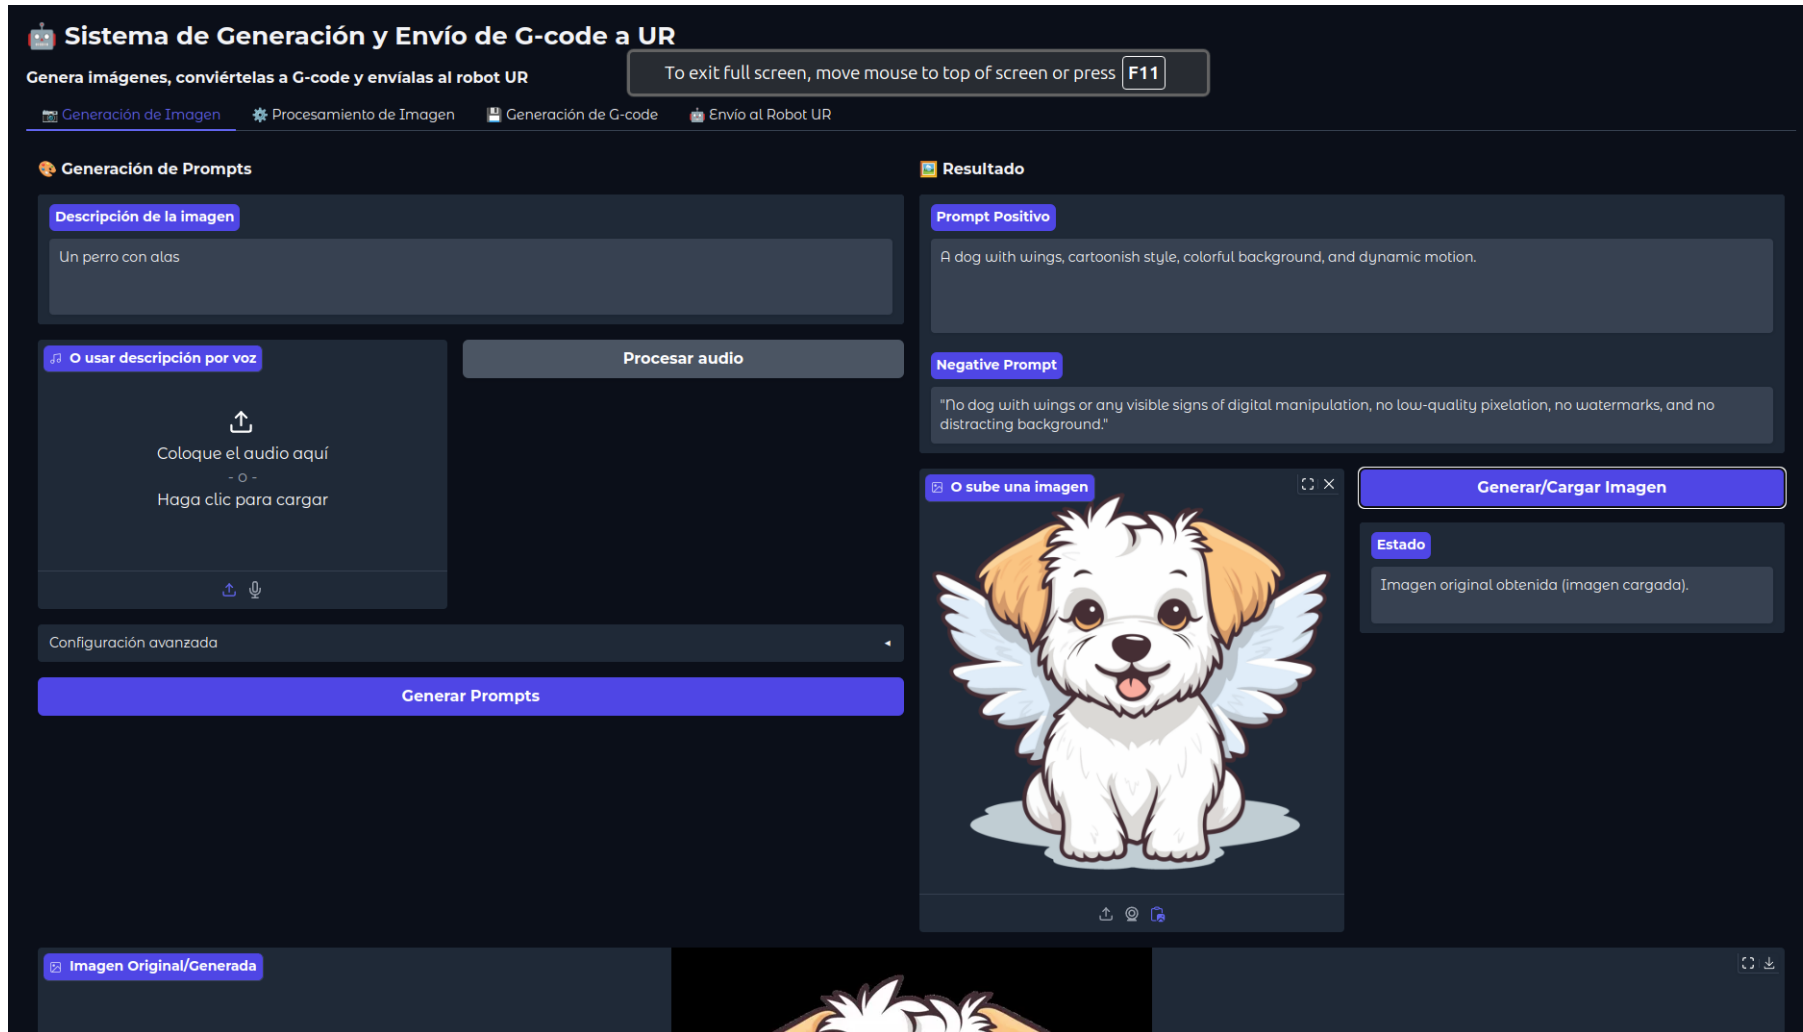 Sistema de Generación y Envío de G-code a UR
Genera imágenes, conviértelas a G-code y envíalas al robot UR
To exit full screen, move mouse to top of screen or press F11
Generación de Imagen
Procesamiento de Imagen
Generación de G-code
Envío al Robot UR
Generación de Prompts
Descripción de la imagen
Un perro con alas
O usar descripción por voz
Procesar audio
Coloque el audio aquí
- o -
Haga clic para cargar
Configuración avanzada
Generar Prompts
Resultado
Prompt Positivo
A dog with wings, cartoonish style, colorful background, and dynamic motion.
Negative Prompt
"No dog with wings or any visible signs of digital manipulation, no low-quality pixelation, no watermarks, and no
distracting background."
O sube una imagen
Generar/Cargar Imagen
Estado
Imagen original obtenida (imagen cargada).
Imagen Original/Generada